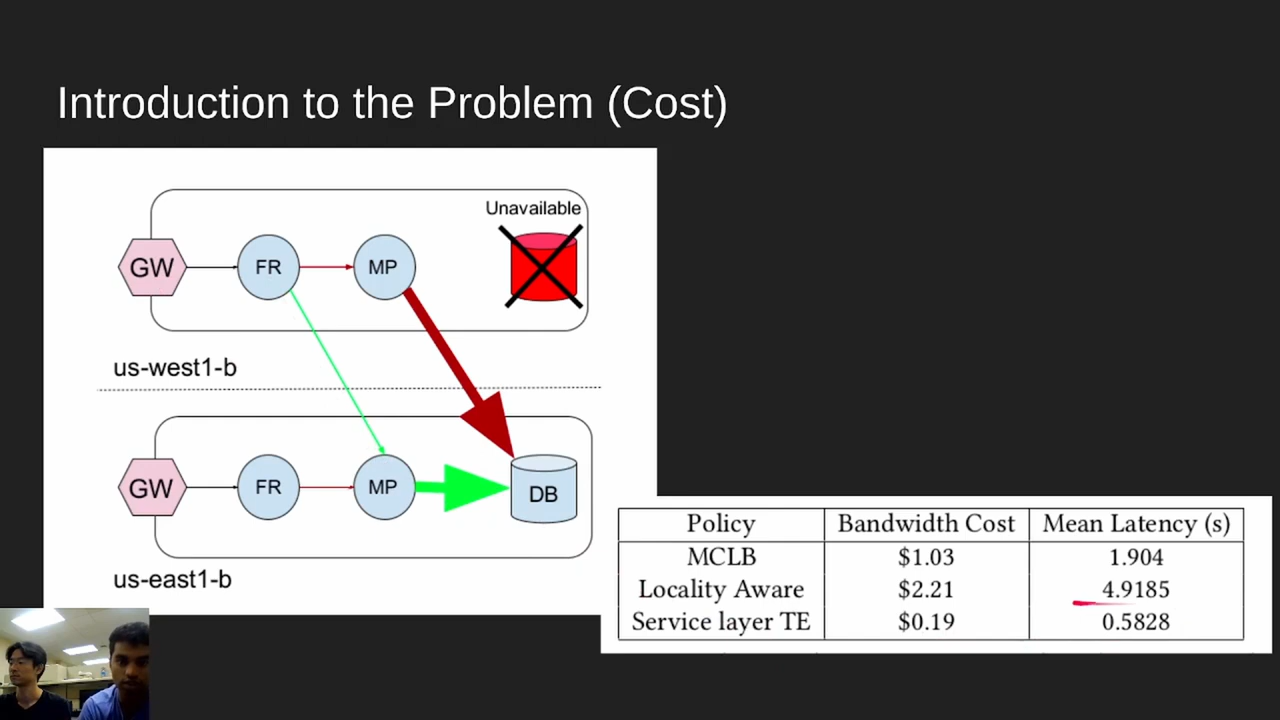 Introduction to the Problem (Cost)
Unavailable
GW
FR
MP
us-west1-b
GW
FR
MP
DB
us-east1-b
Policy Bandwidth Cost Mean Latency (s)
MCLB $1.03 1.904
Locality Aware $2.21 4.9185
Service layer TE $0.19 0.5828